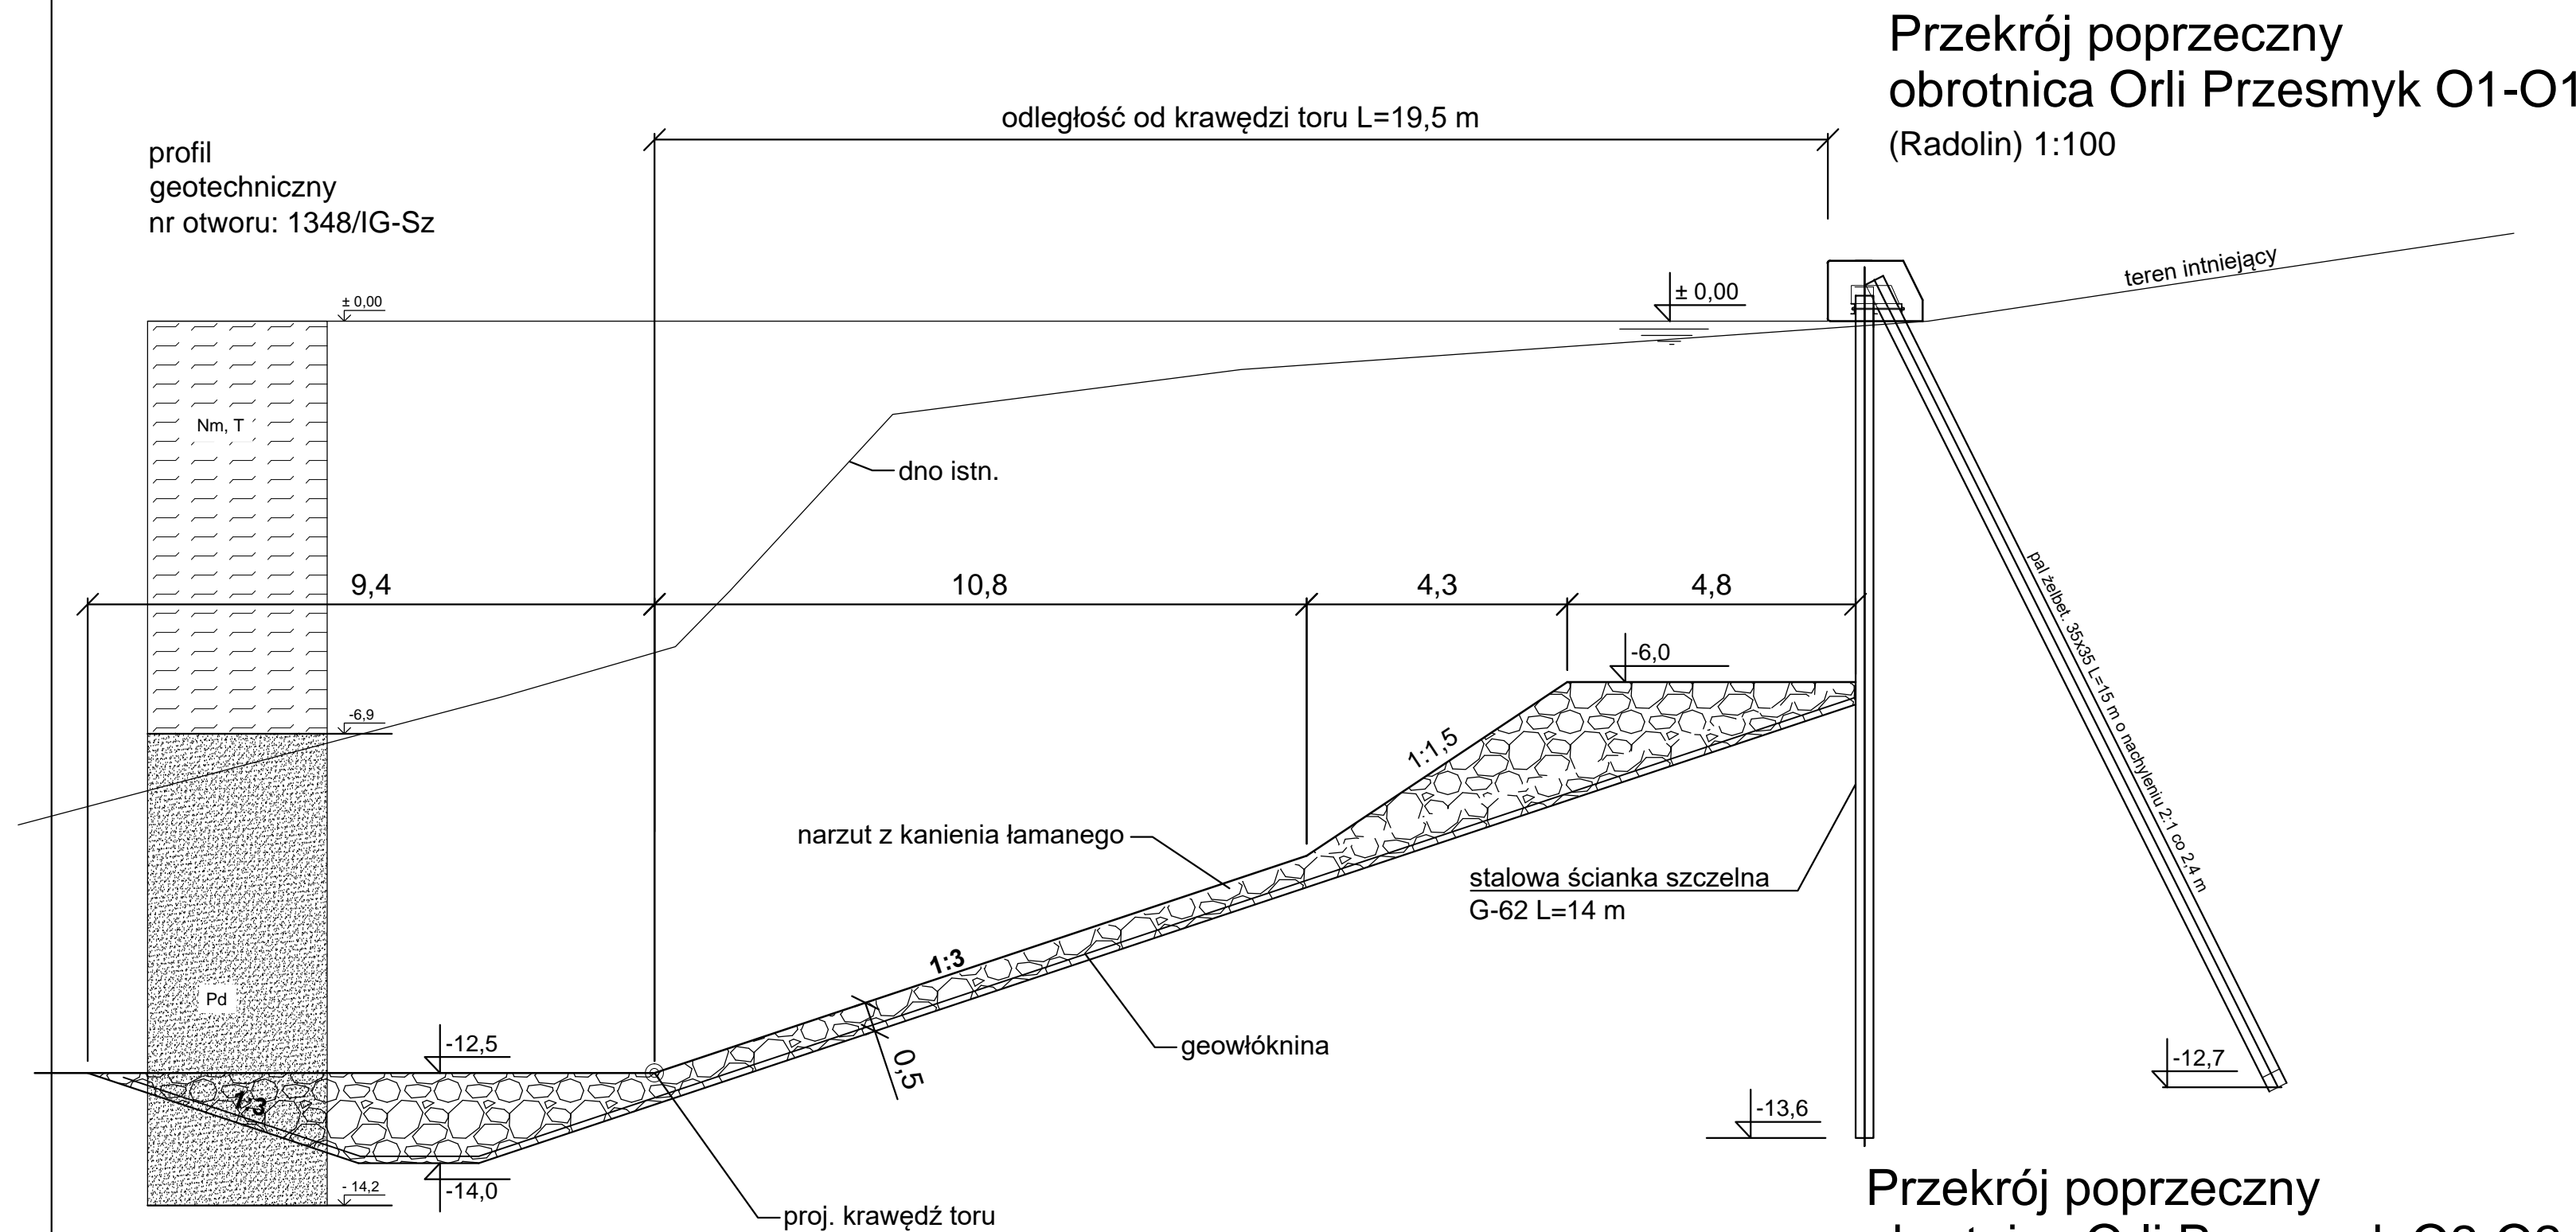 Przekrój poprzeczny
obrotnica Orli Przesmyk O1-O1
(Radolin) 1:100
odległość od krawędzi toru L=19,5 m
profil
geotechniczny
nr otworu: 1348/IG-Sz
teren intniejący
± 0,00
± 0,00
Nm, T
dno istn.
9,4
10,8
4,3
4,8
pal żelbet. 35x35 L=15 m o nachyleniu 2:1 co 2,4 m
-6,0
-6,9
1:1,5
narzut z kanienia łamanego
stalowa ścianka szczelna
G-62 L=14 m
1:3
Pd
-12,5
0,5
geowłóknina
-12,7
1:3
-13,6
- 14,2
-14,0
proj. krawędź toru
Przekrój poprzeczny